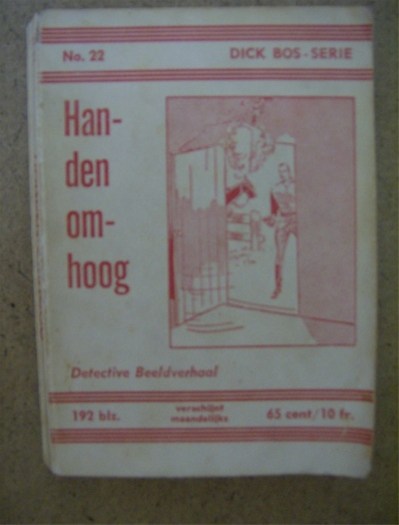 No. 22
DICK BOS - SERIE
Han-
den
om-
hoog
Detective Beeldverhaal
192 blz.
verschijnt
maandelijks
65 cent/10 fr.